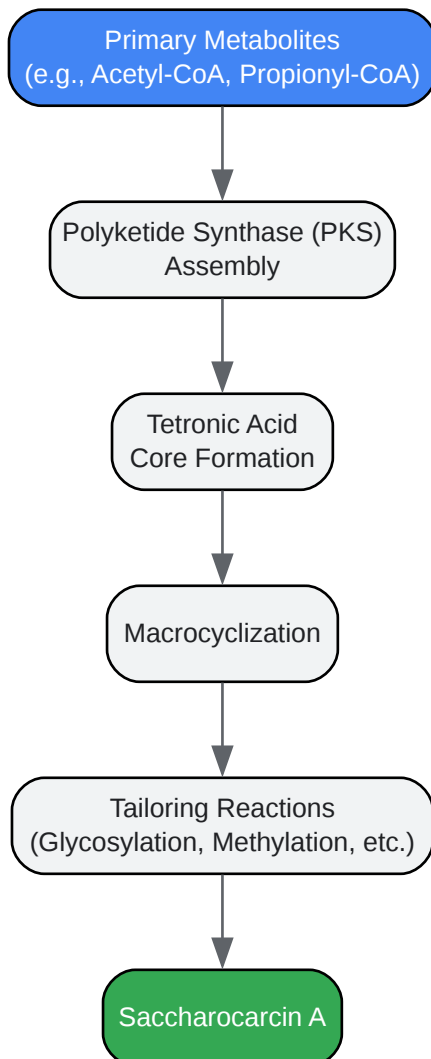 Primary Metabolites
(e.g., Acetyl-CoA, Propionyl-CoA)
Polyketide Synthase (PKS)
Assembly
Tetronic Acid
Core Formation
Macrocyclization
Tailoring Reactions
(Glycosylation, Methylation, etc.)
Saccharocarcin A